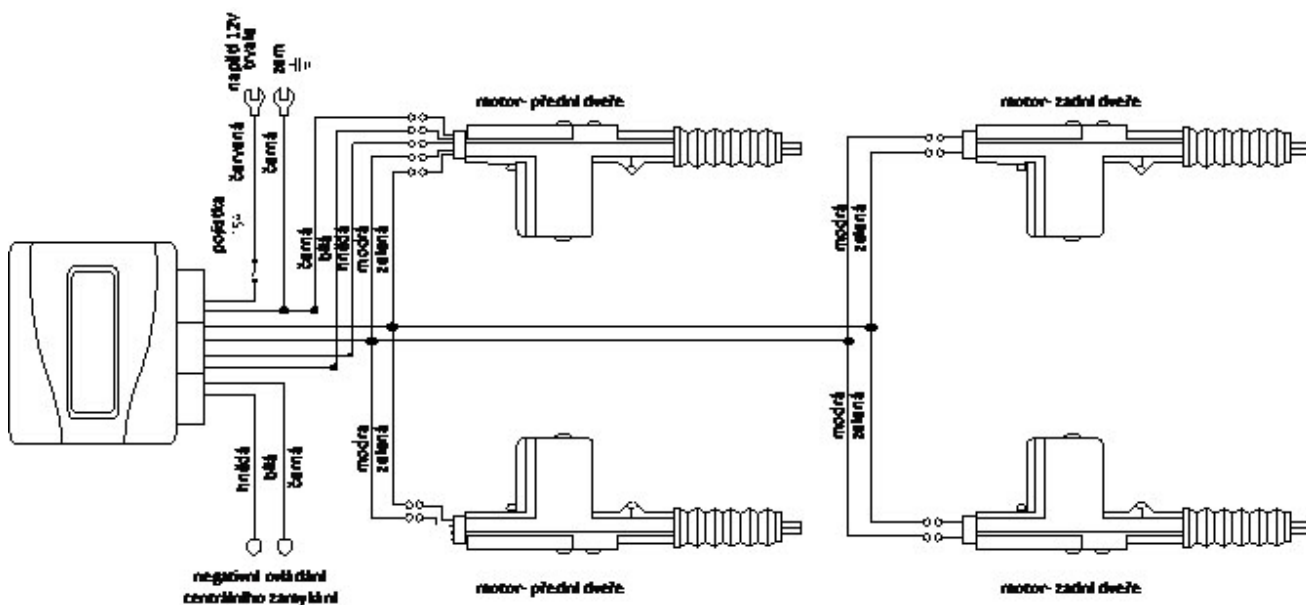 napětí 12V
trvalé
zem
červená
černá
pojistka
15A
černá
bílá
hnědá
modrá
zelená
motor- přední dveře
motor- zadní dveře
modrá
zelená
modrá
zelená
modrá
zelená
hnědá
bílá
černá
negativní ovládání
centrálního zamykání
motor- přední dveře
motor- zadní dveře